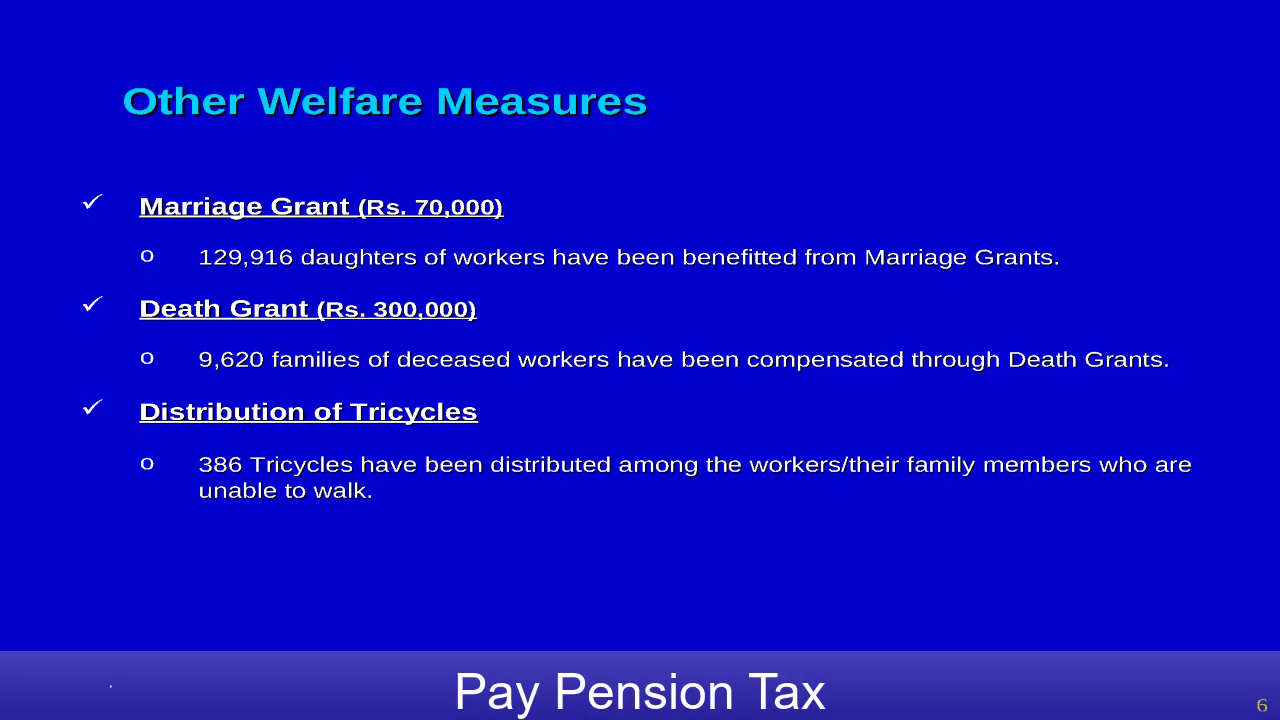 Other Welfare Measures
✓ Marriage Grant (Rs. 70,000)
o 129,916 daughters of workers have been benefitted from Marriage Grants.
✓ Death Grant (Rs. 300,000)
o 9,620 families of deceased workers have been compensated through Death Grants.
✓ Distribution of Tricycles
o 386 Tricycles have been distributed among the workers/their family members who are
unable to walk.
.
Pay Pension Tax
6